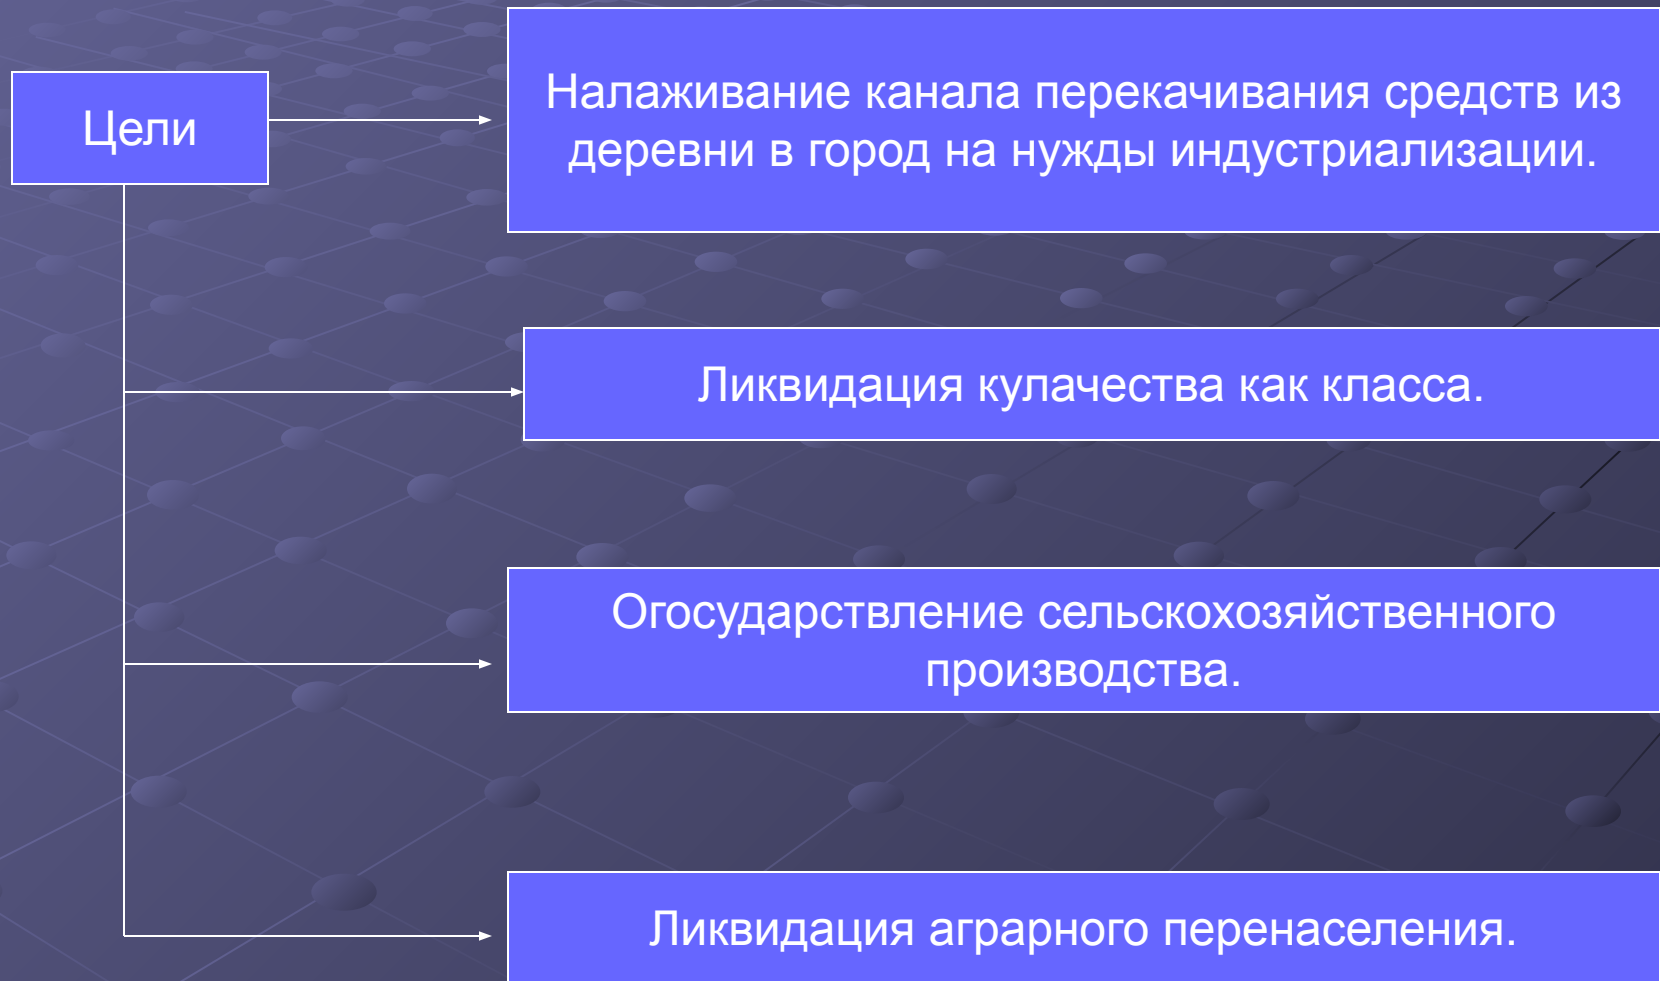 Цели
Налаживание канала перекачивания средств из
деревни в город на нужды индустриализации.
Ликвидация кулачества как класса.
Огосударствление сельскохозяйственного
производства.
Ликвидация аграрного перенаселения.